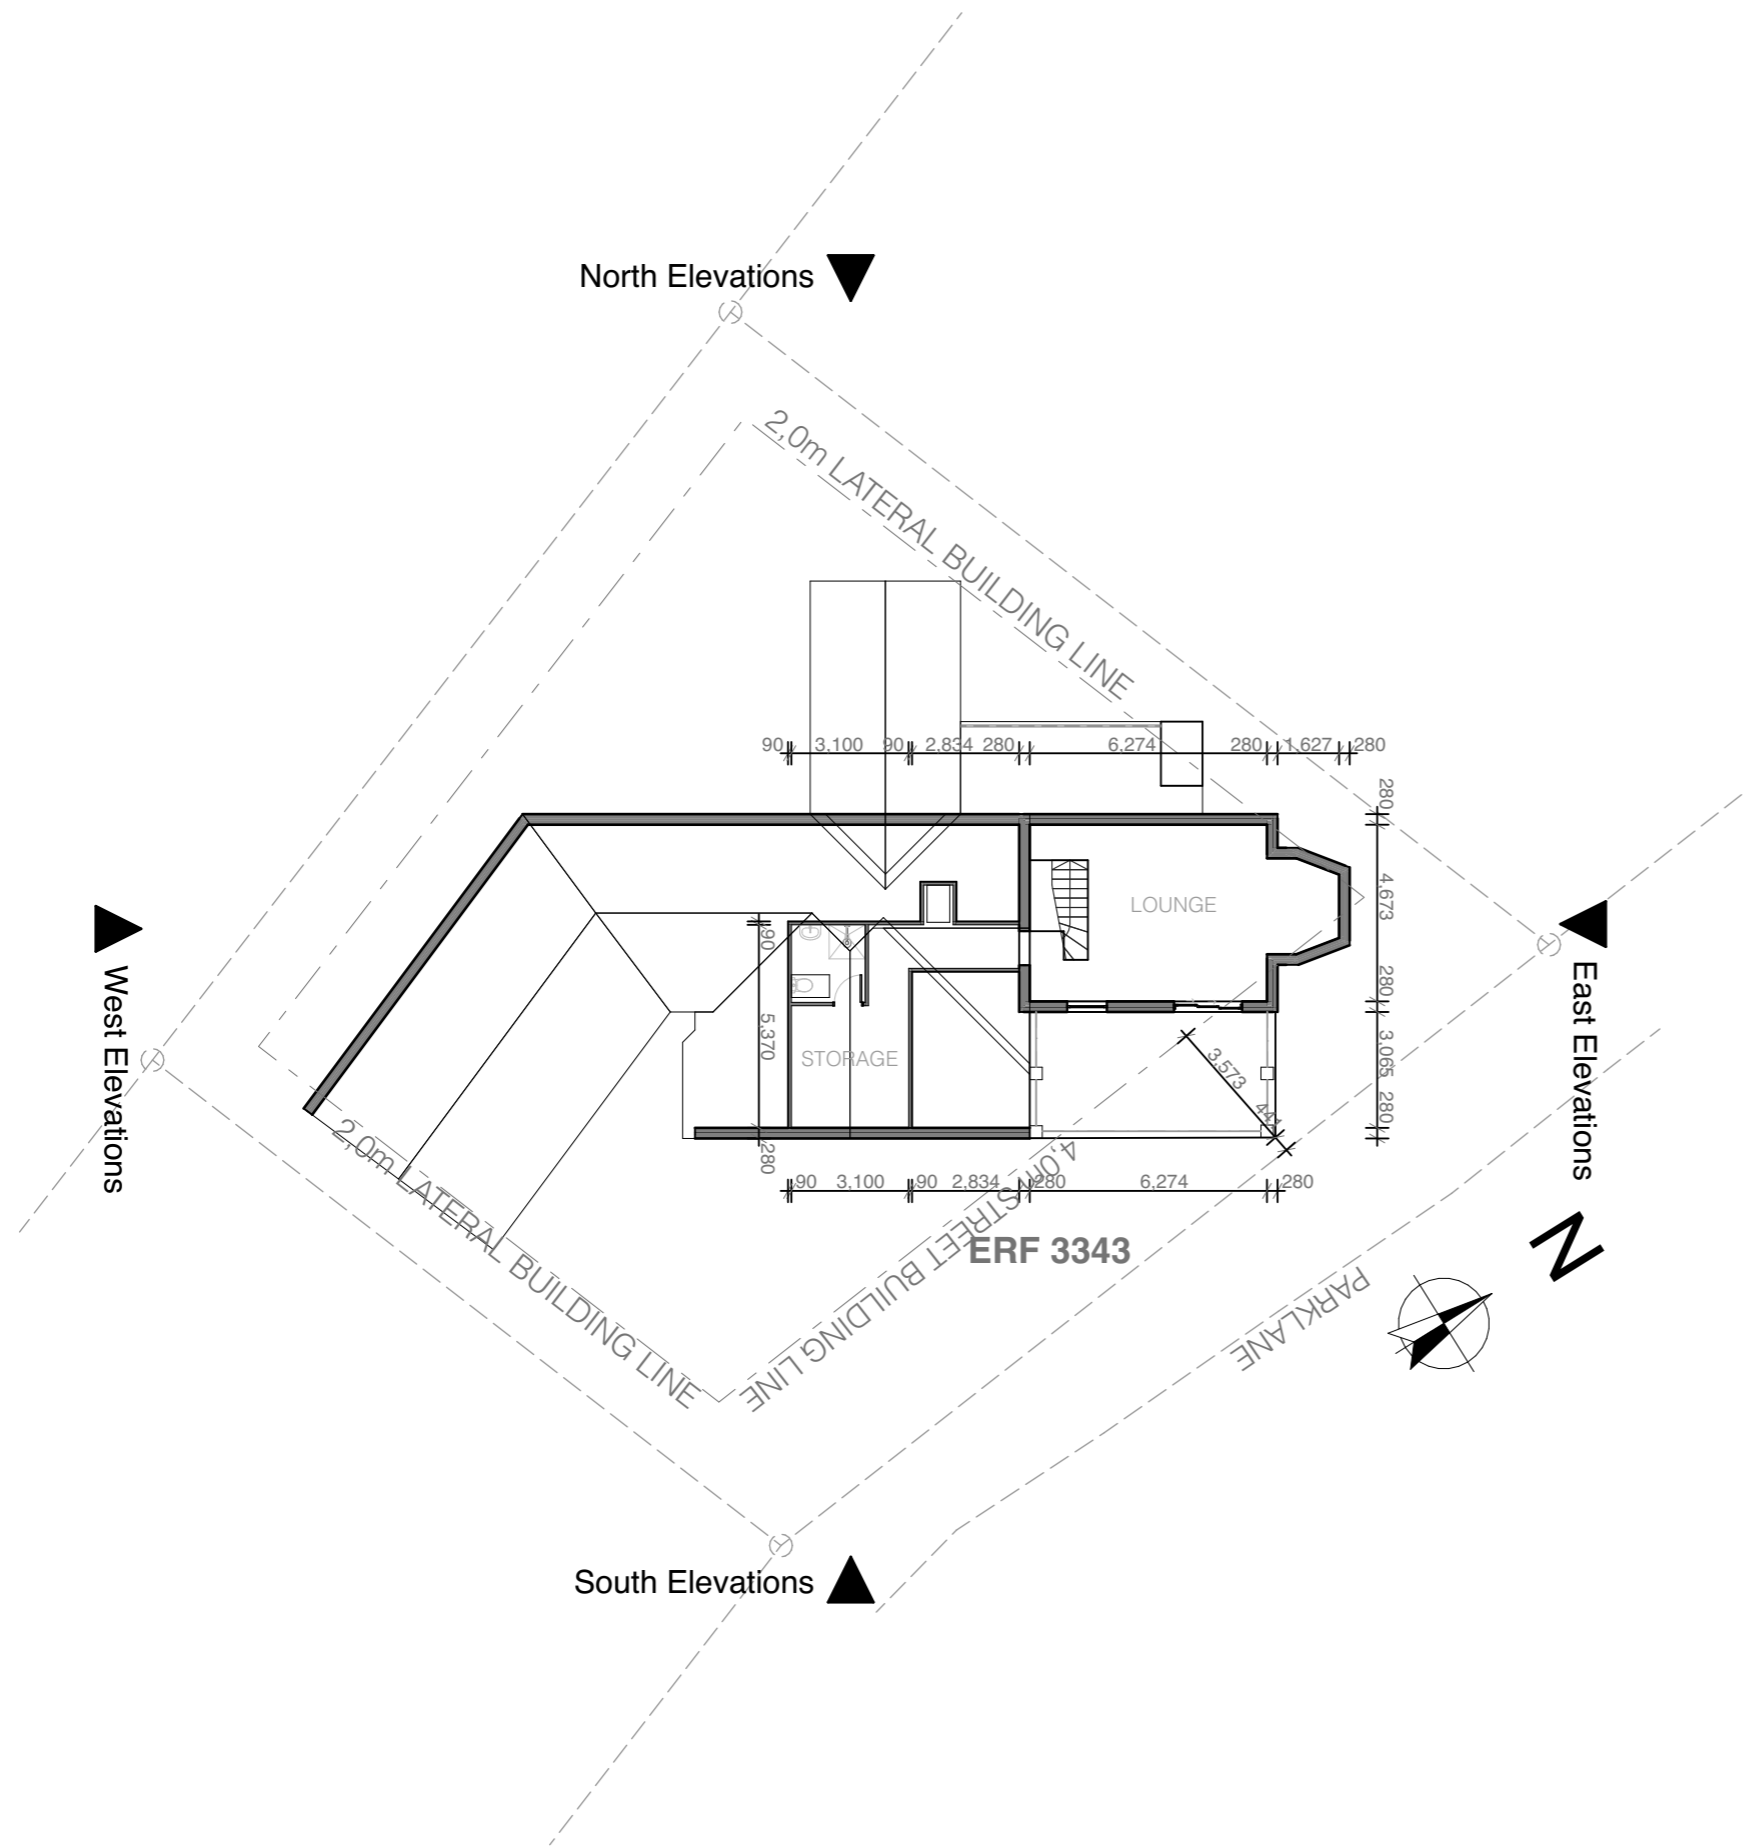 North Elevations
2,0m LATERAL BUILDING LINE
90 3,100 90 2,834 280 6,274 280 1,627 280
280
4,673
280
3,065
280
LOUNGE
90
5,370
280
STORAGE
3,573
441
West Elevations
East Elevations
2,0m LATERAL BUILDING LINE
4,0m STREET BUILDING LINE
90 3,100 90 2,834 280 6,274 280
ERF 3343
PARKLANE
N
South Elevations